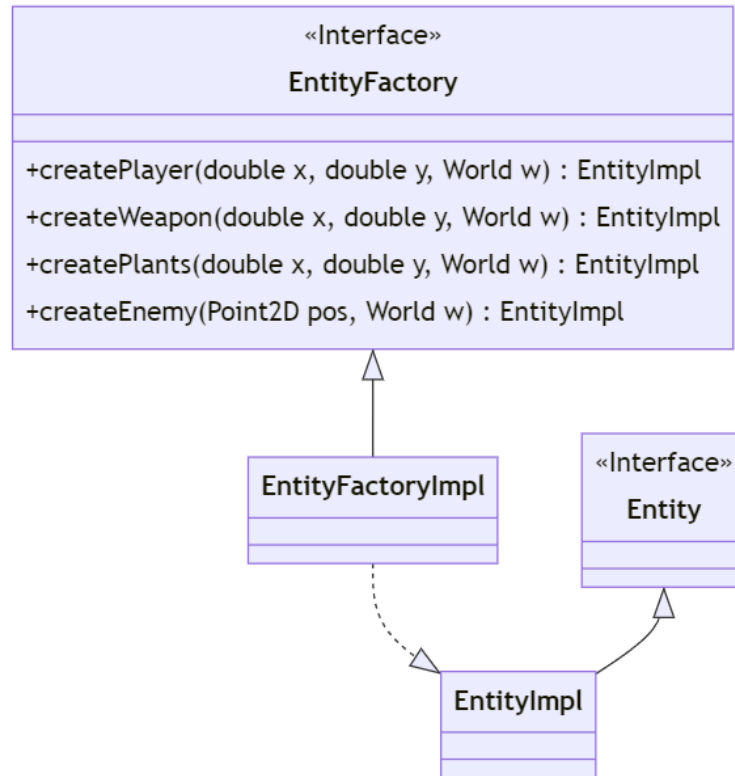 «Interface»
EntityFactory
+createPlayer(double x, double y, World w) : EntityImpl
+createWeapon(double x, double y, World w) : EntityImpl
+createPlants(double x, double y, World w) : EntityImpl
+createEnemy(Point2D pos, World w) : EntityImpl
EntityFactoryImpl
«Interface»
Entity
EntityImpl